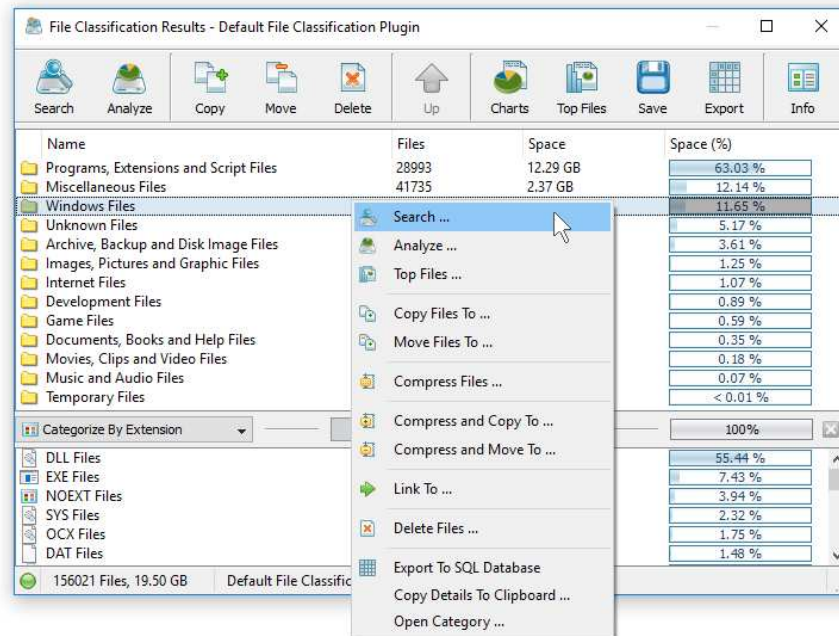 File Classification Results - Default File Classification Plugin
Search Analyze Copy Move Delete Up Charts Top Files Save Export Info
Name Files Space Space (%)
Programs, Extensions and Script Files 28993 12.29 GB 63.03 %
Miscellaneous Files 41735 2.37 GB 12.14 %
Windows Files 11.65 %
Unknown Files 5.17 %
Archive, Backup and Disk Image Files 3.61 %
Images, Pictures and Graphic Files 1.25 %
Internet Files 1.07 %
Development Files 0.89 %
Game Files 0.59 %
Documents, Books and Help Files 0.35 %
Movies, Clips and Video Files 0.18 %
Music and Audio Files 0.07 %
Temporary Files < 0.01 %
Search ...
Analyze ...
Top Files ...
Copy Files To ...
Move Files To ...
Compress Files ...
Compress and Copy To ...
Compress and Move To ...
Link To ...
Delete Files ...
Export To SQL Database
Copy Details To Clipboard ...
Open Category ...
Categorize By Extension 100%
DLL Files 55.44 %
EXE Files 7.43 %
NOEXT Files 3.94 %
SYS Files 2.32 %
OCX Files 1.75 %
DAT Files 1.48 %
156021 Files, 19.50 GB Default File Classific